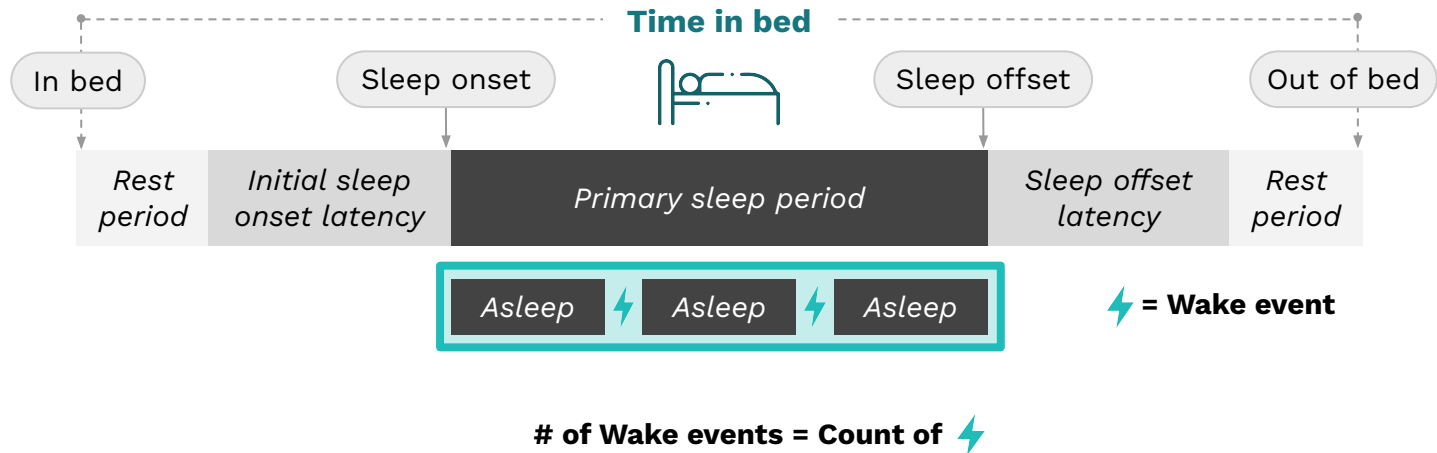 Time in bed
In bed
Sleep onset
Sleep offset
Out of bed
Rest
period
Initial sleep
onset latency
Primary sleep period
Sleep offset
latency
Rest
period
Asleep
Asleep
Asleep
= Wake event
# of Wake events = Count of